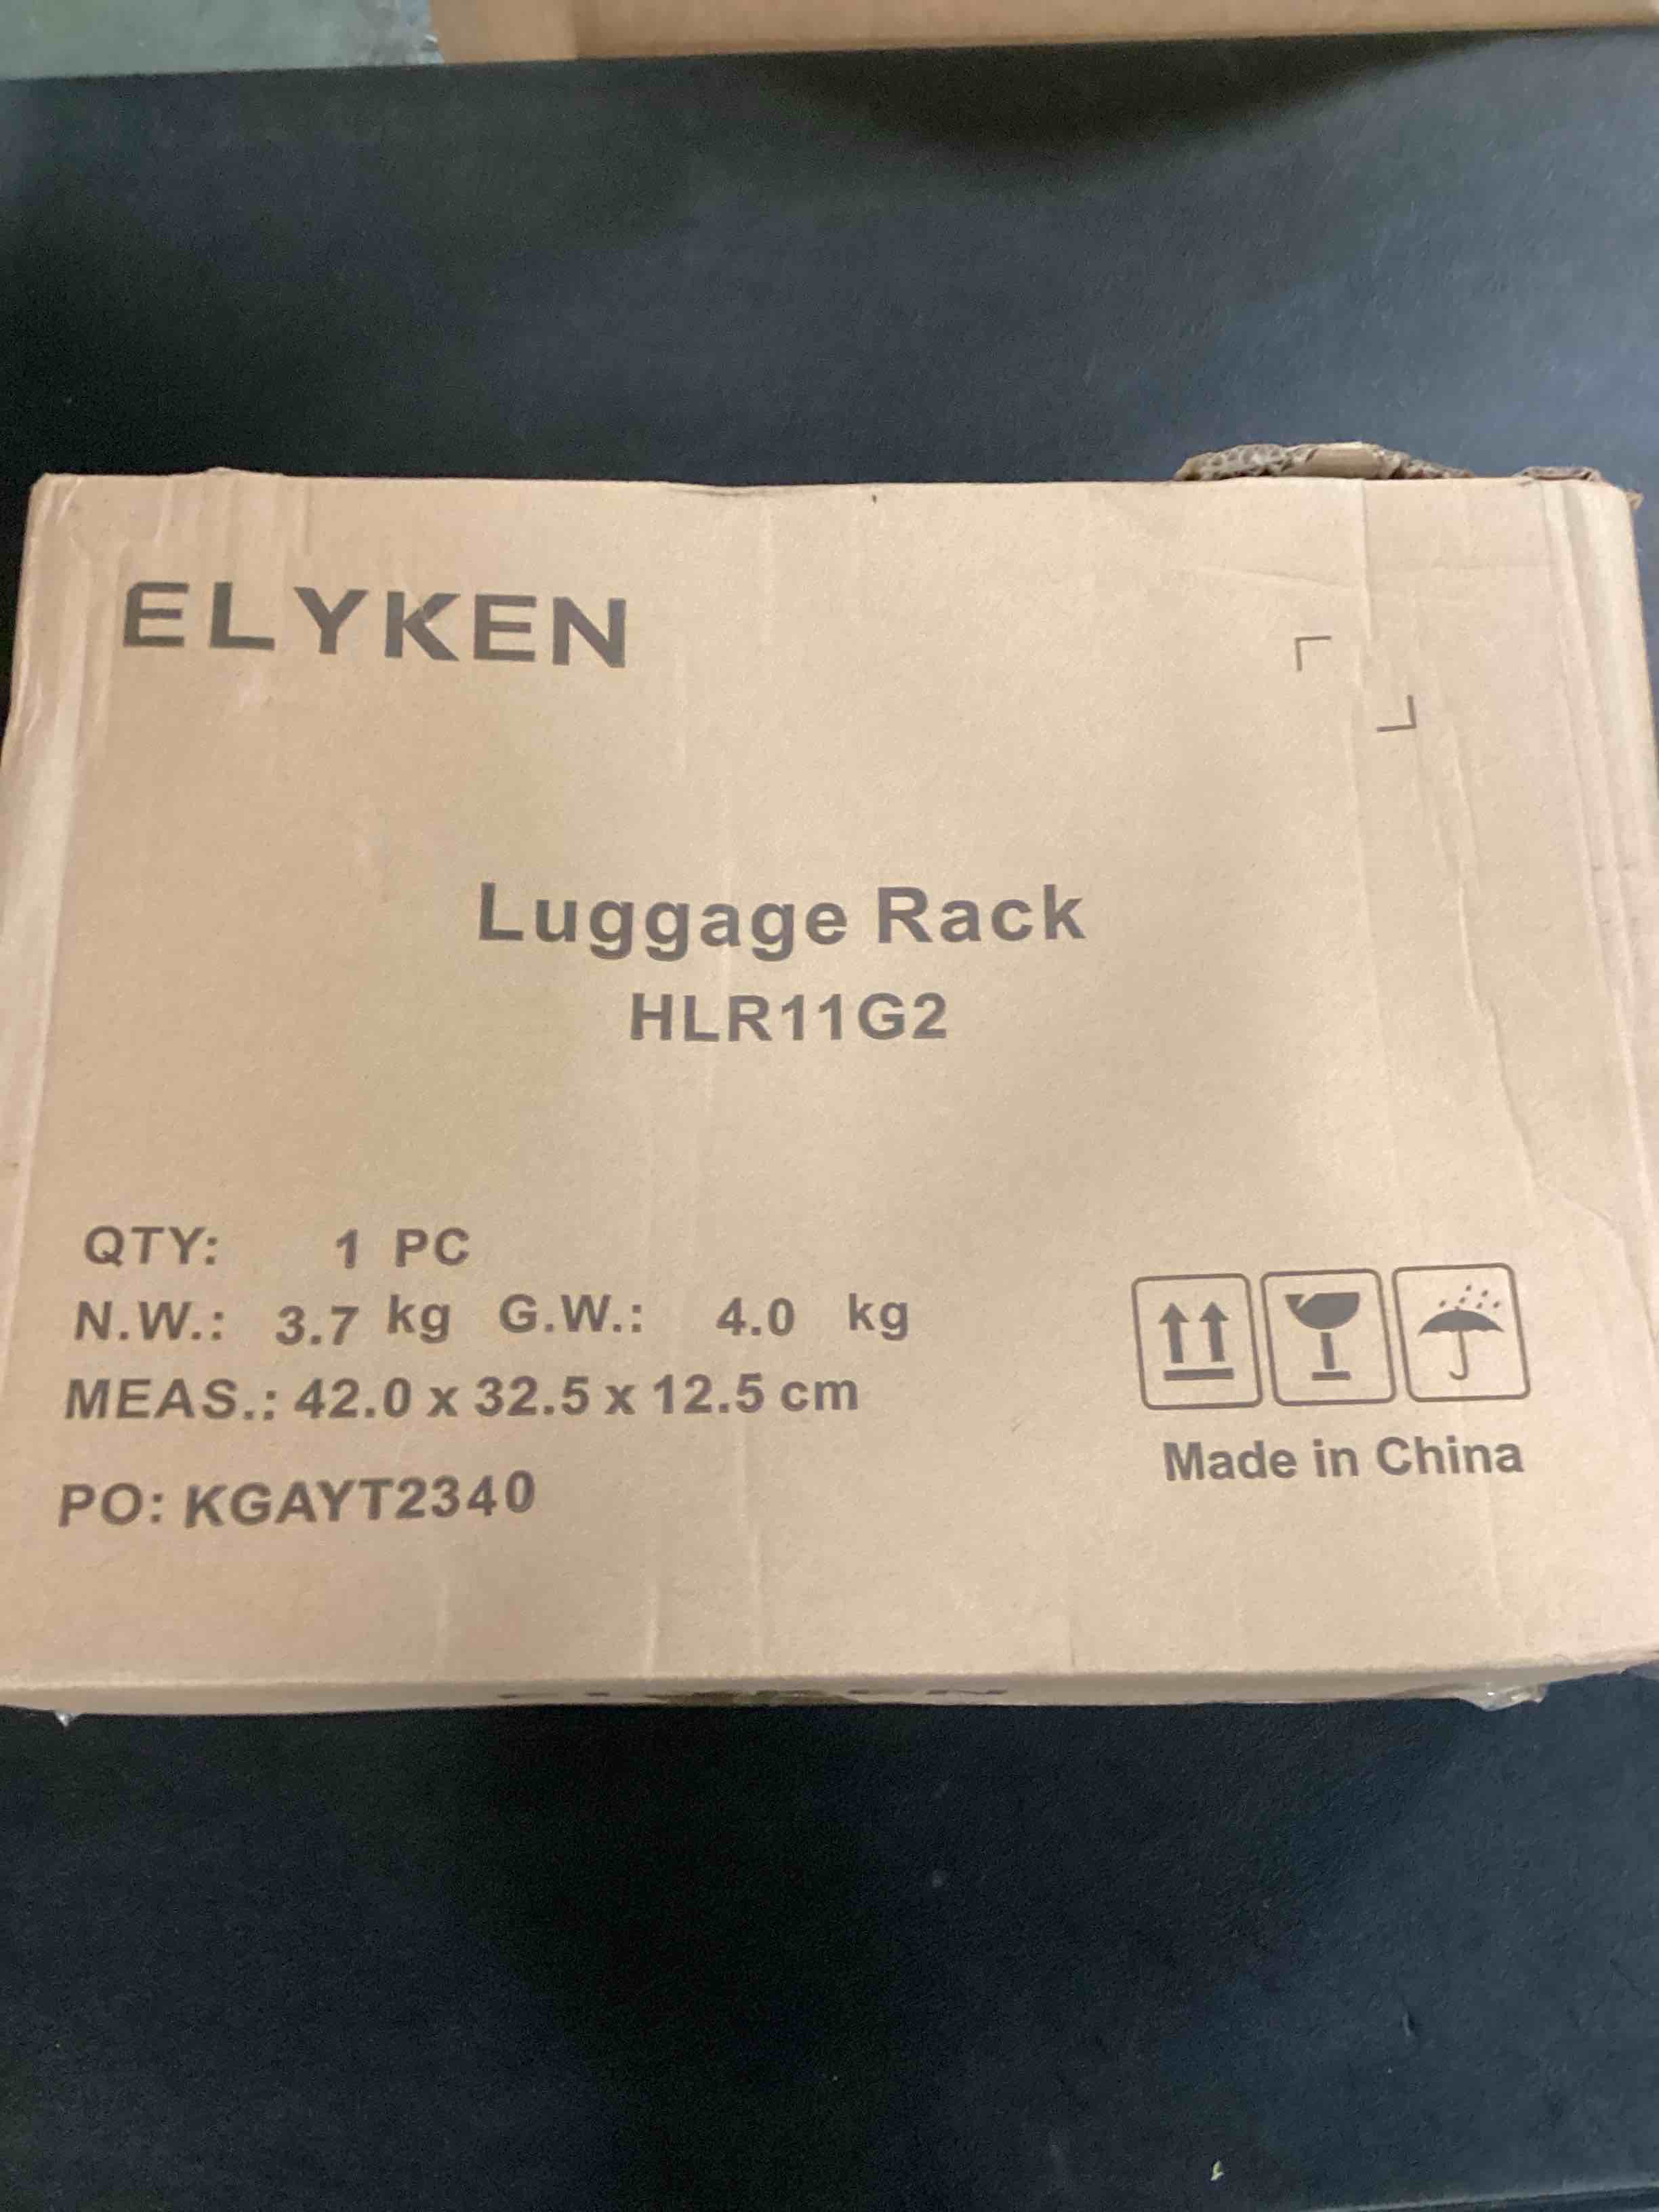 ELYKEN
Luggage Rack
HLR11G2
QTY: 1 PC
N.W.: 3.7 kg G.W.: 4.0 kg
MEAS.: 42.0 x 32.5 x 12.5 cm
PO: KGAYT2340
Made in China